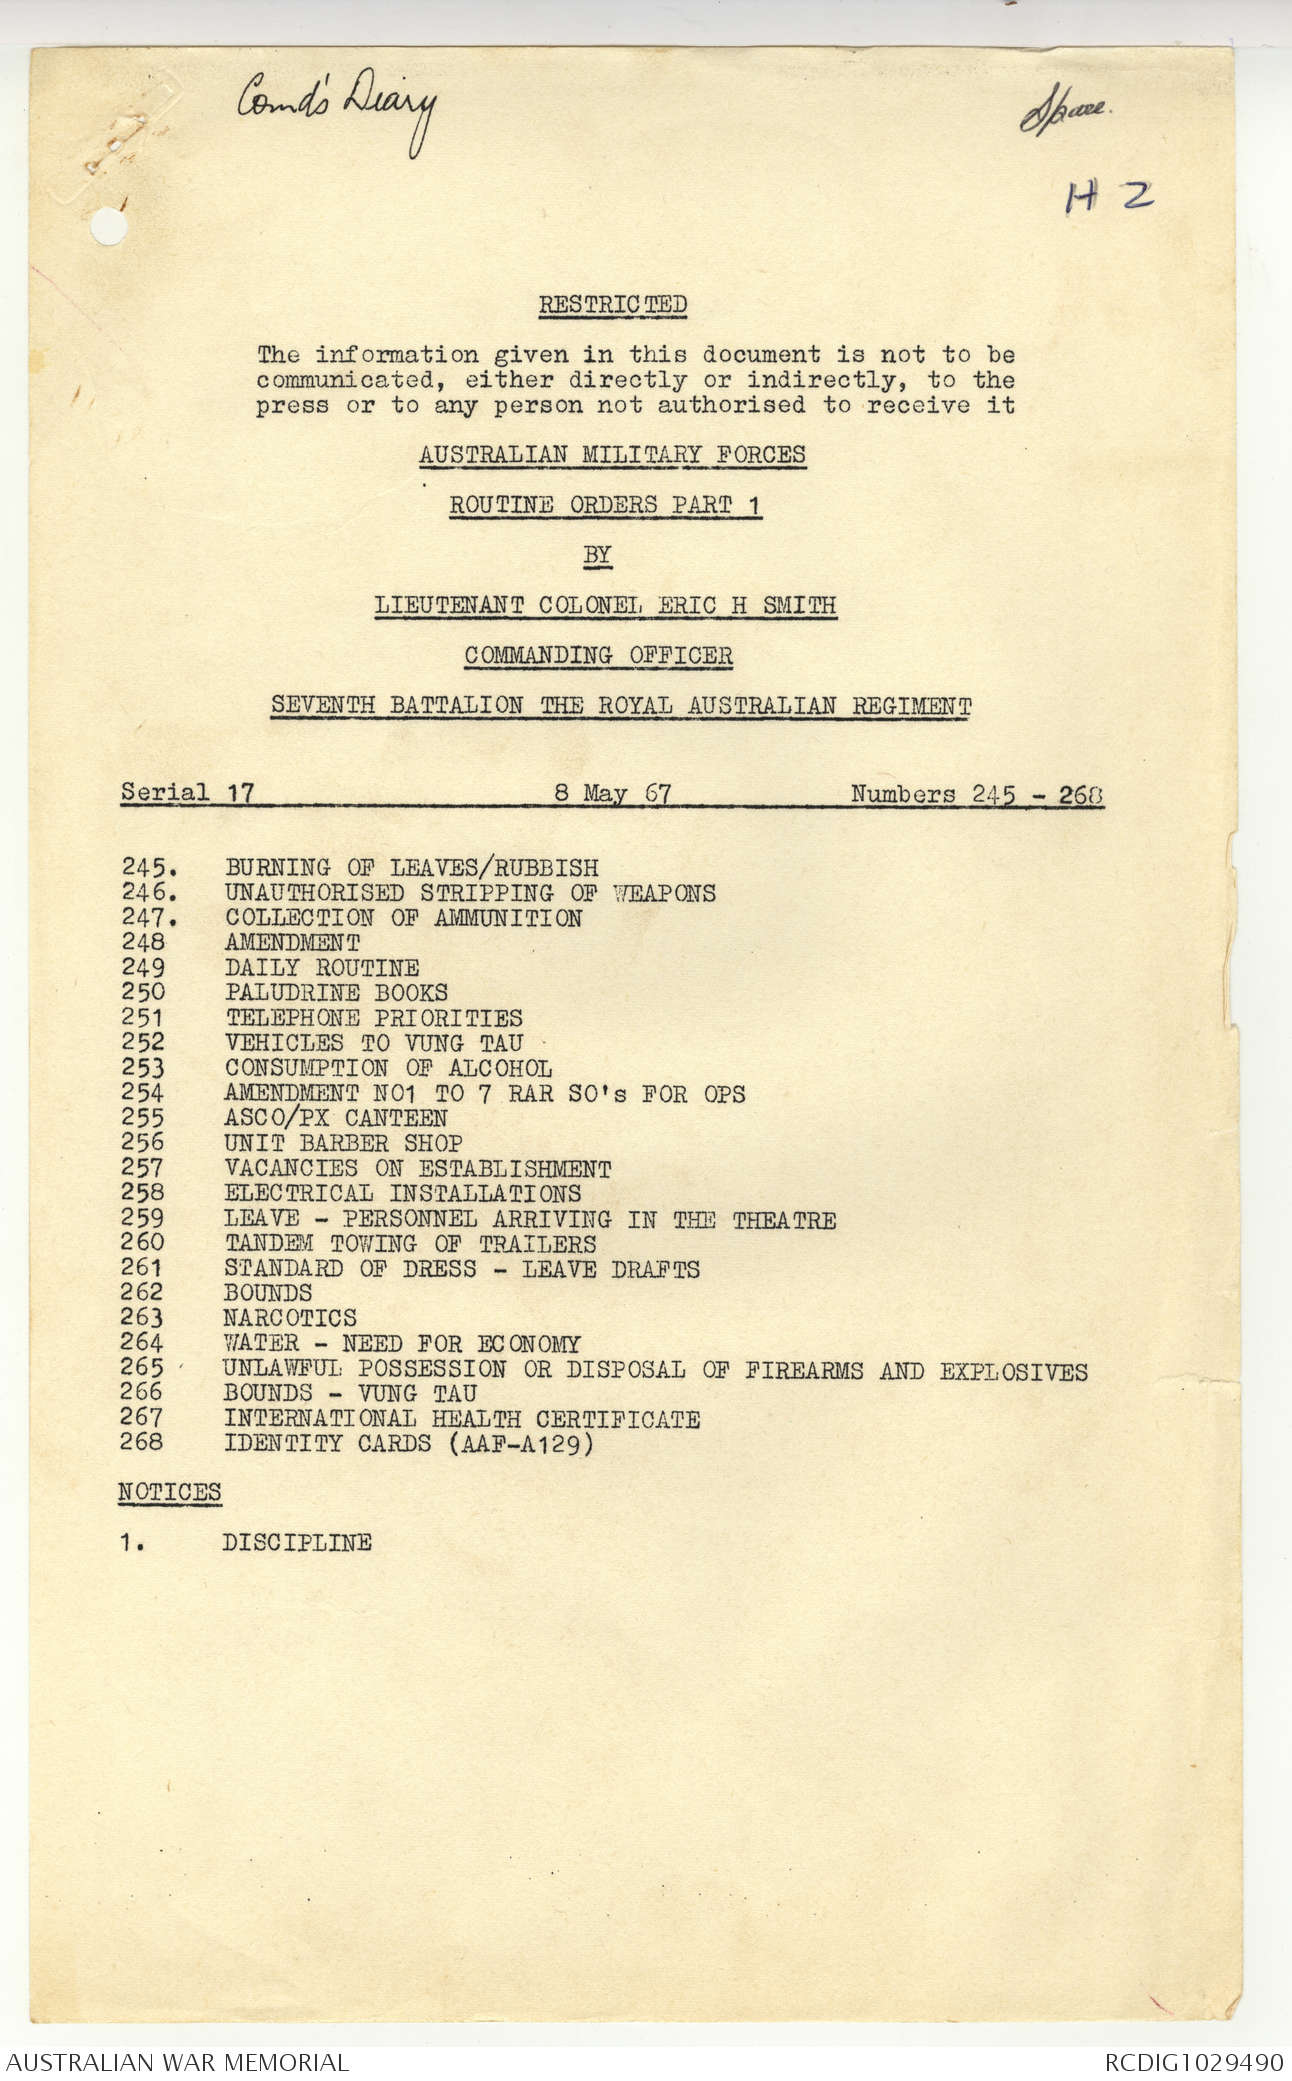 Comd's Diary
Spare.
H 2
RESTRICTED
The information given in this document is not to be
communicated, either directly or indirectly, to the
press or to any person not authorised to receive it
AUSTRALIAN MILITARY FORCES
ROUTINE ORDERS PART 1
BY
LIEUTENANT COLONEL ERIC H SMITH
COMMANDING OFFICER
SEVENTH BATTALION THE ROYAL AUSTRALIAN REGIMENT
Serial 17 8 May 67 Numbers 245 - 268
245. BURNING OF LEAVES/RUBBISH
246. UNAUTHORISED STRIPPING OF WEAPONS
247. COLLECTION OF AMMUNITION
248 AMENDMENT
249 DAILY ROUTINE
250 PALUDRINE BOOKS
251 TELEPHONE PRIORITIES
252 VEHICLES TO VUNG TAU
253 CONSUMPTION OF ALCOHOL
254 AMENDMENT NO1 TO 7 RAR SO's FOR OPS
255 ASCO/PX CANTEEN
256 UNIT BARBER SHOP
257 VACANCIES ON ESTABLISHMENT
258 ELECTRICAL INSTALLATIONS
259 LEAVE - PERSONNEL ARRIVING IN THE THEATRE
260 TANDEM TOWING OF TRAILERS
261 STANDARD OF DRESS - LEAVE DRAFTS
262 BOUNDS
263 NARCOTICS
264 WATER - NEED FOR ECONOMY
265 UNLAWFUL POSSESSION OR DISPOSAL OF FIREARMS AND EXPLOSIVES
266 BOUNDS - VUNG TAU
267 INTERNATIONAL HEALTH CERTIFICATE
268 IDENTITY CARDS (AAF-A129)
NOTICES
1. DISCIPLINE
AUSTRALIAN WAR MEMORIAL RCDIG1029490